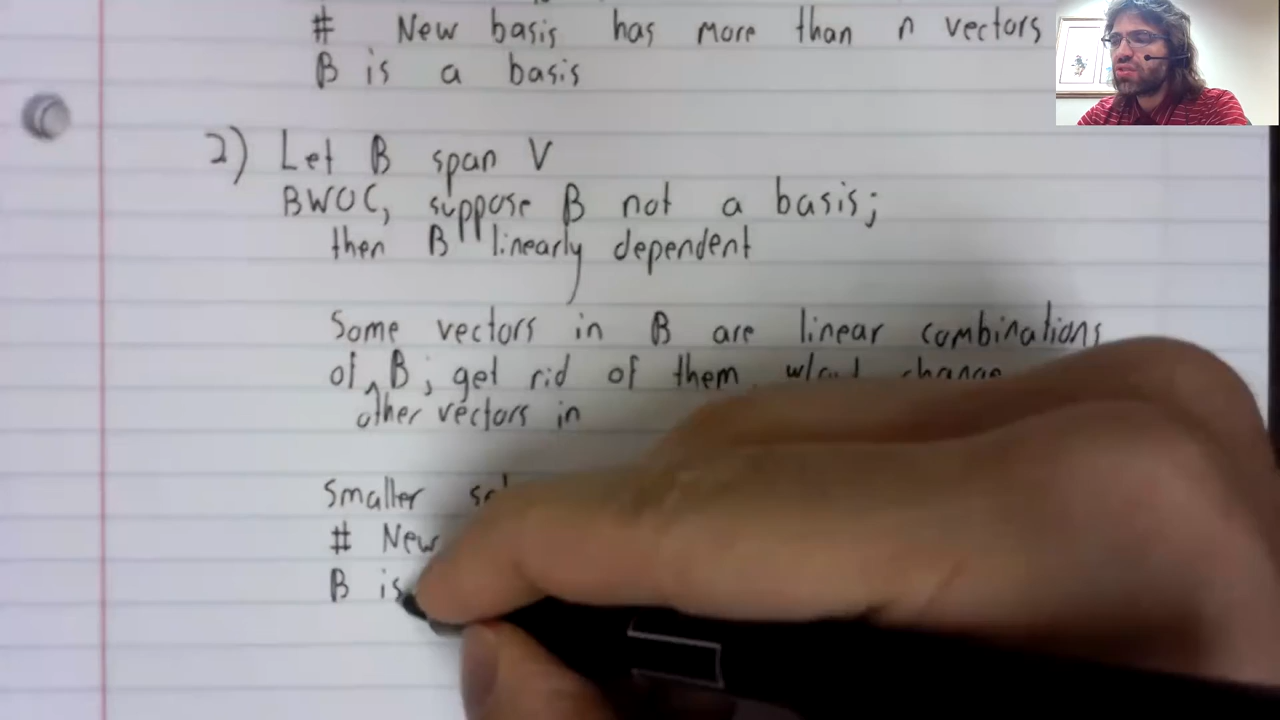 # New basis has more than n vectors
B is a basis
2) Let B span V
BWOC, suppose B not a basis;
then B linearly dependent
Some vectors in B are linear combinations
of B; get rid of them w/out
other vectors in
smaller
# New
B is